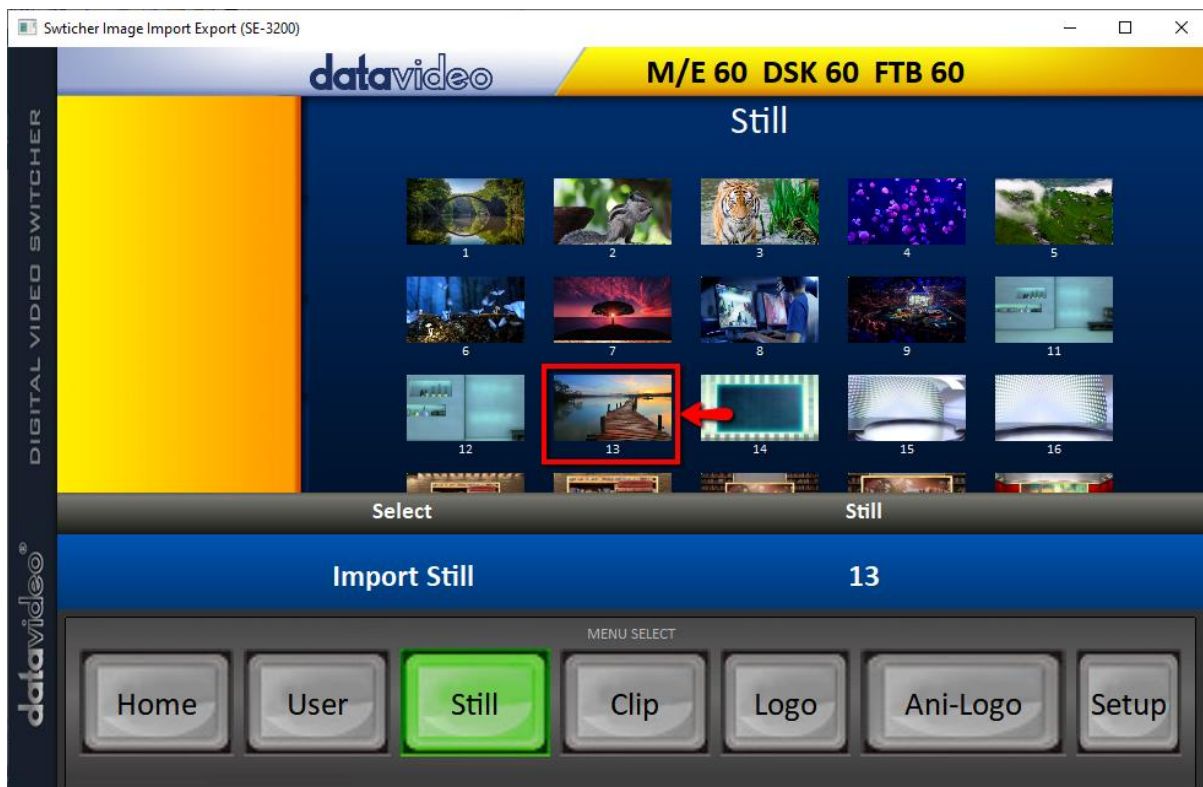 Swticher Image Import Export (SE-3200)
datavideo
M/E 60 DSK 60 FTB 60
Still
1 2 3 4 5
6 7 8 9 11
12 13 14 15 16
Select Still
Import Still 13
MENU SELECT
Home User Still Clip Logo Ani-Logo Setup
DIGITAL VIDEO SWITCHER
datavideo®